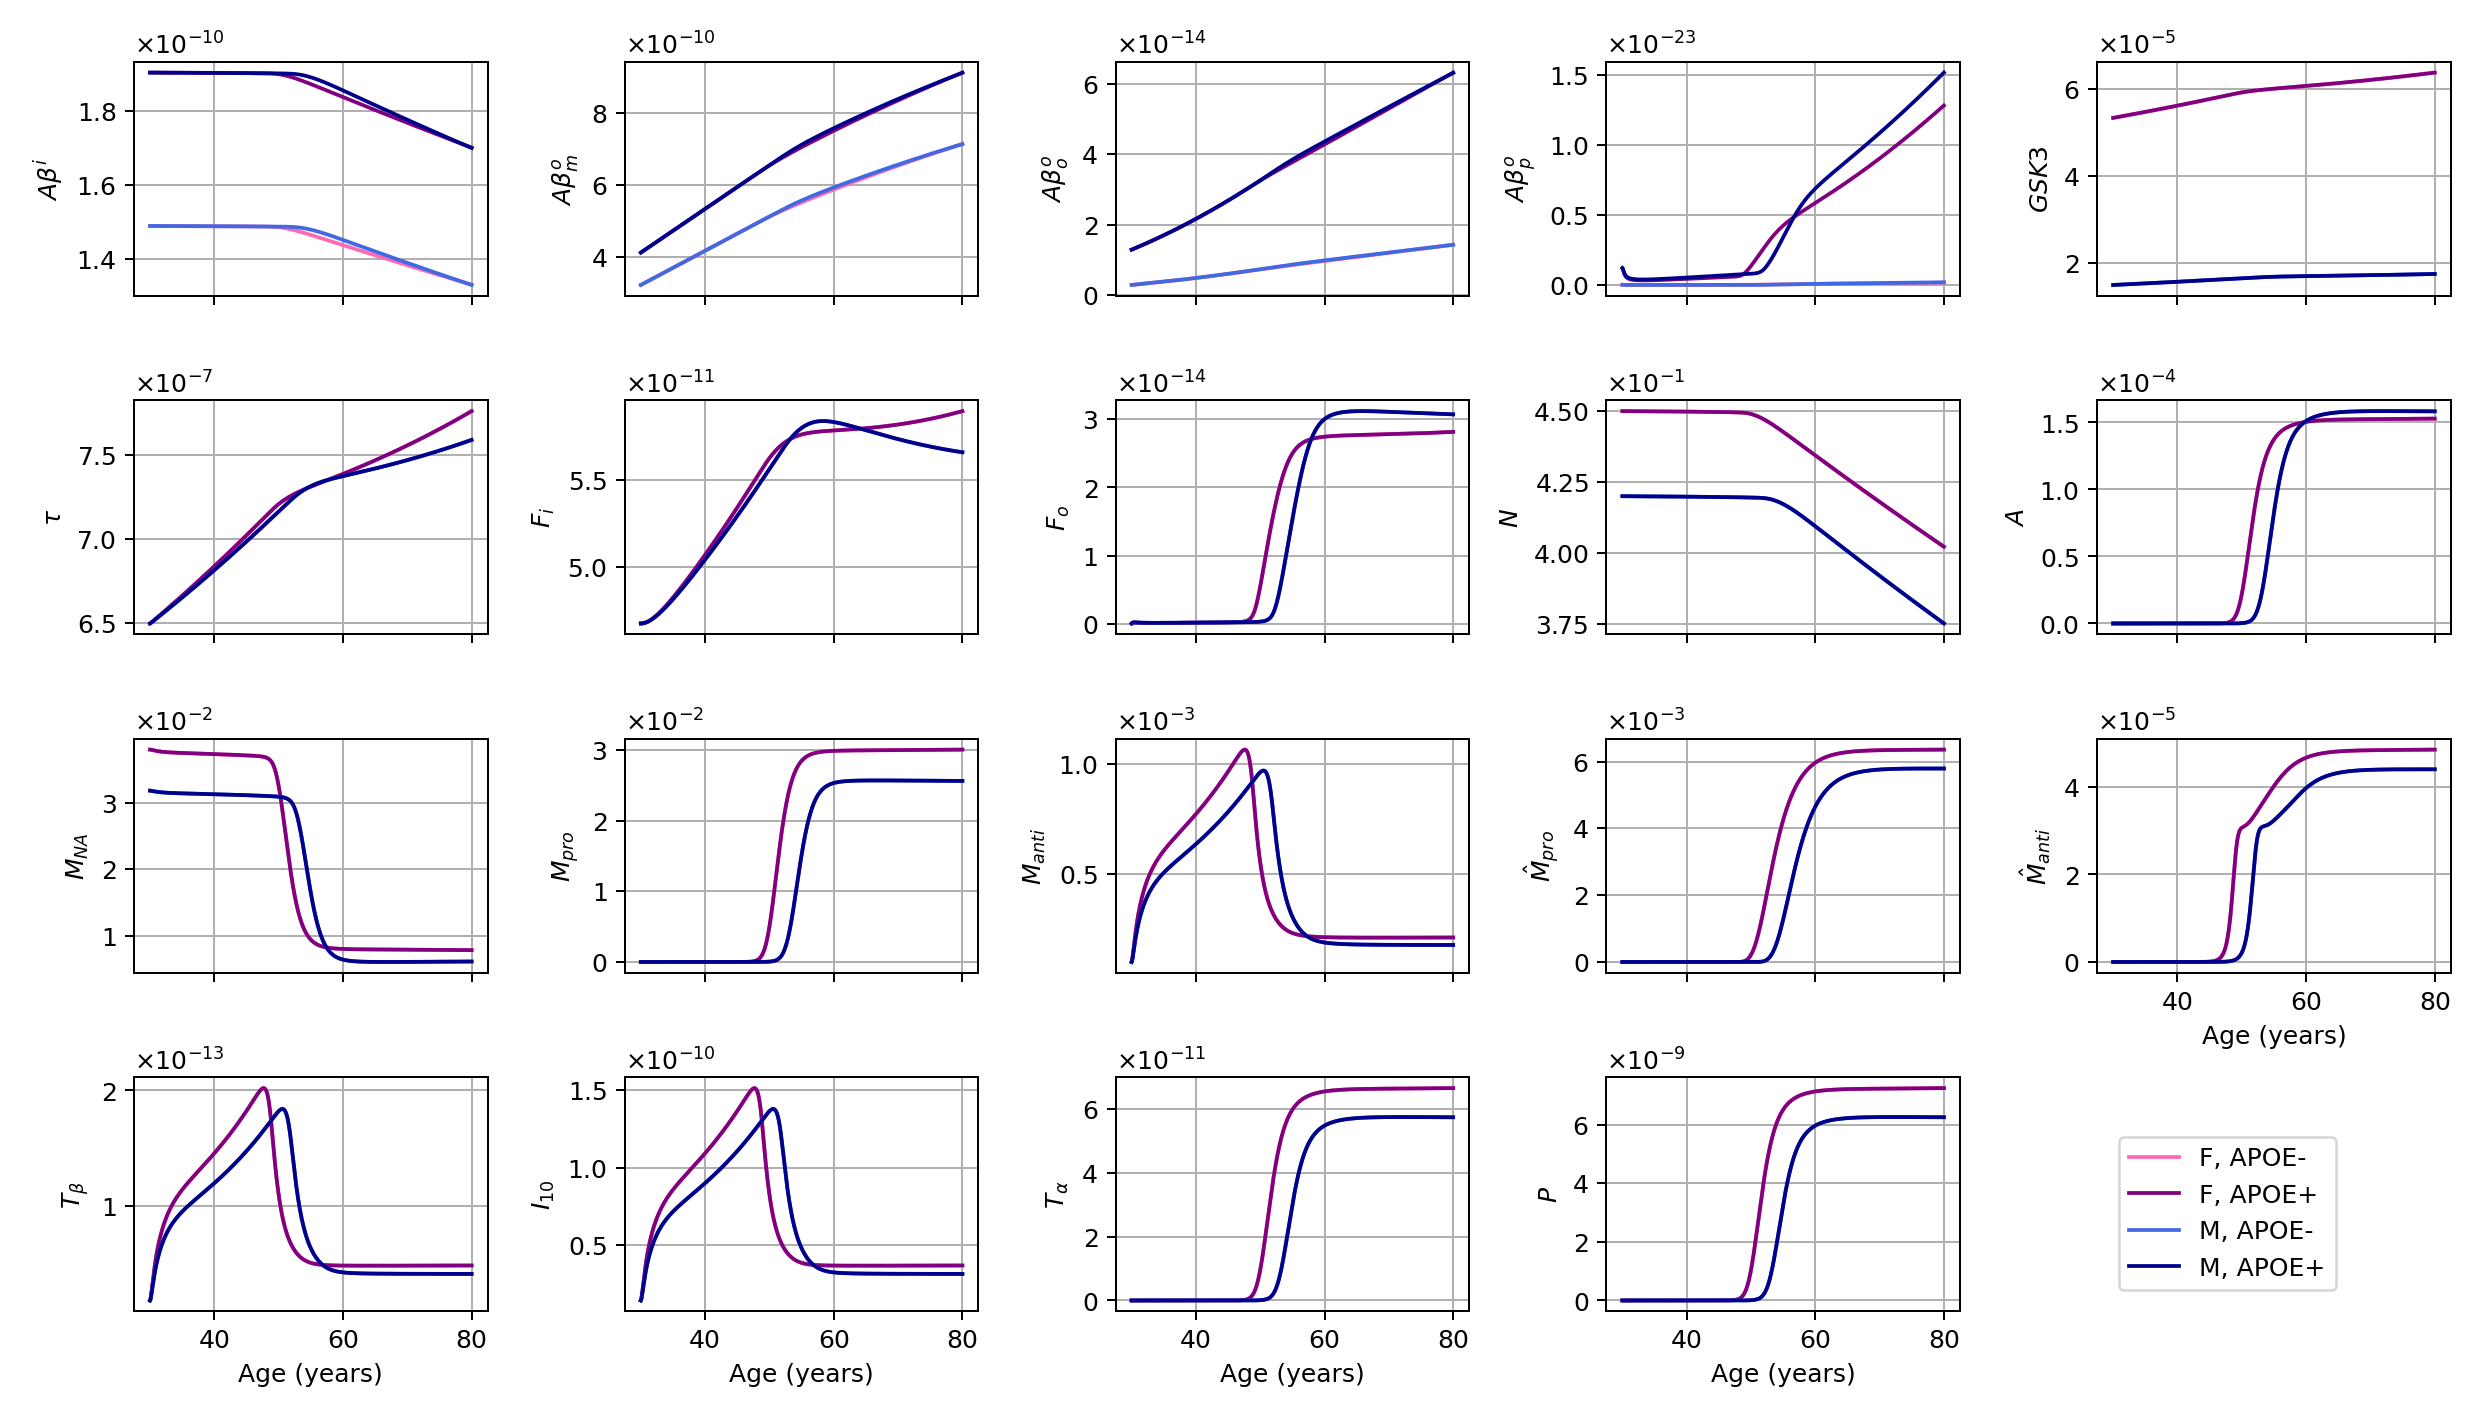 ×10⁻¹⁰ ×10⁻¹⁰ ×10⁻¹⁴ ×10⁻²³ ×10⁻⁵
Aβⁱ 1.8 1.6 1.4
Aβₘᵒ 8 6 4
Aβₒᵒ 6 4 2 0
Aβₚᵒ 1.5 1.0 0.5 0.0
GSK3 6 4 2
×10⁻⁷ ×10⁻¹¹ ×10⁻¹⁴ ×10⁻¹ ×10⁻⁴
τ 7.5 7.0 6.5
Fᵢ 5.5 5.0
Fₒ 3 2 1 0
N 4.50 4.25 4.00 3.75
A 1.5 1.0 0.5 0.0
×10⁻² ×10⁻² ×10⁻³ ×10⁻³ ×10⁻⁵
M_NA 3 2 1
M_pro 3 2 1 0
M_anti 1.0 0.5
M̂_pro 6 4 2 0
M̂_anti 4 2 0
40 60 80
Age (years)
×10⁻¹³ ×10⁻¹⁰ ×10⁻¹¹ ×10⁻⁹
T_β 2 1
I₁₀ 1.5 1.0 0.5
T_α 6 4 2 0
P 6 4 2 0
40 60 80 40 60 80 40 60 80 40 60 80
Age (years) Age (years) Age (years) Age (years)
F, APOE-
F, APOE+
M, APOE-
M, APOE+